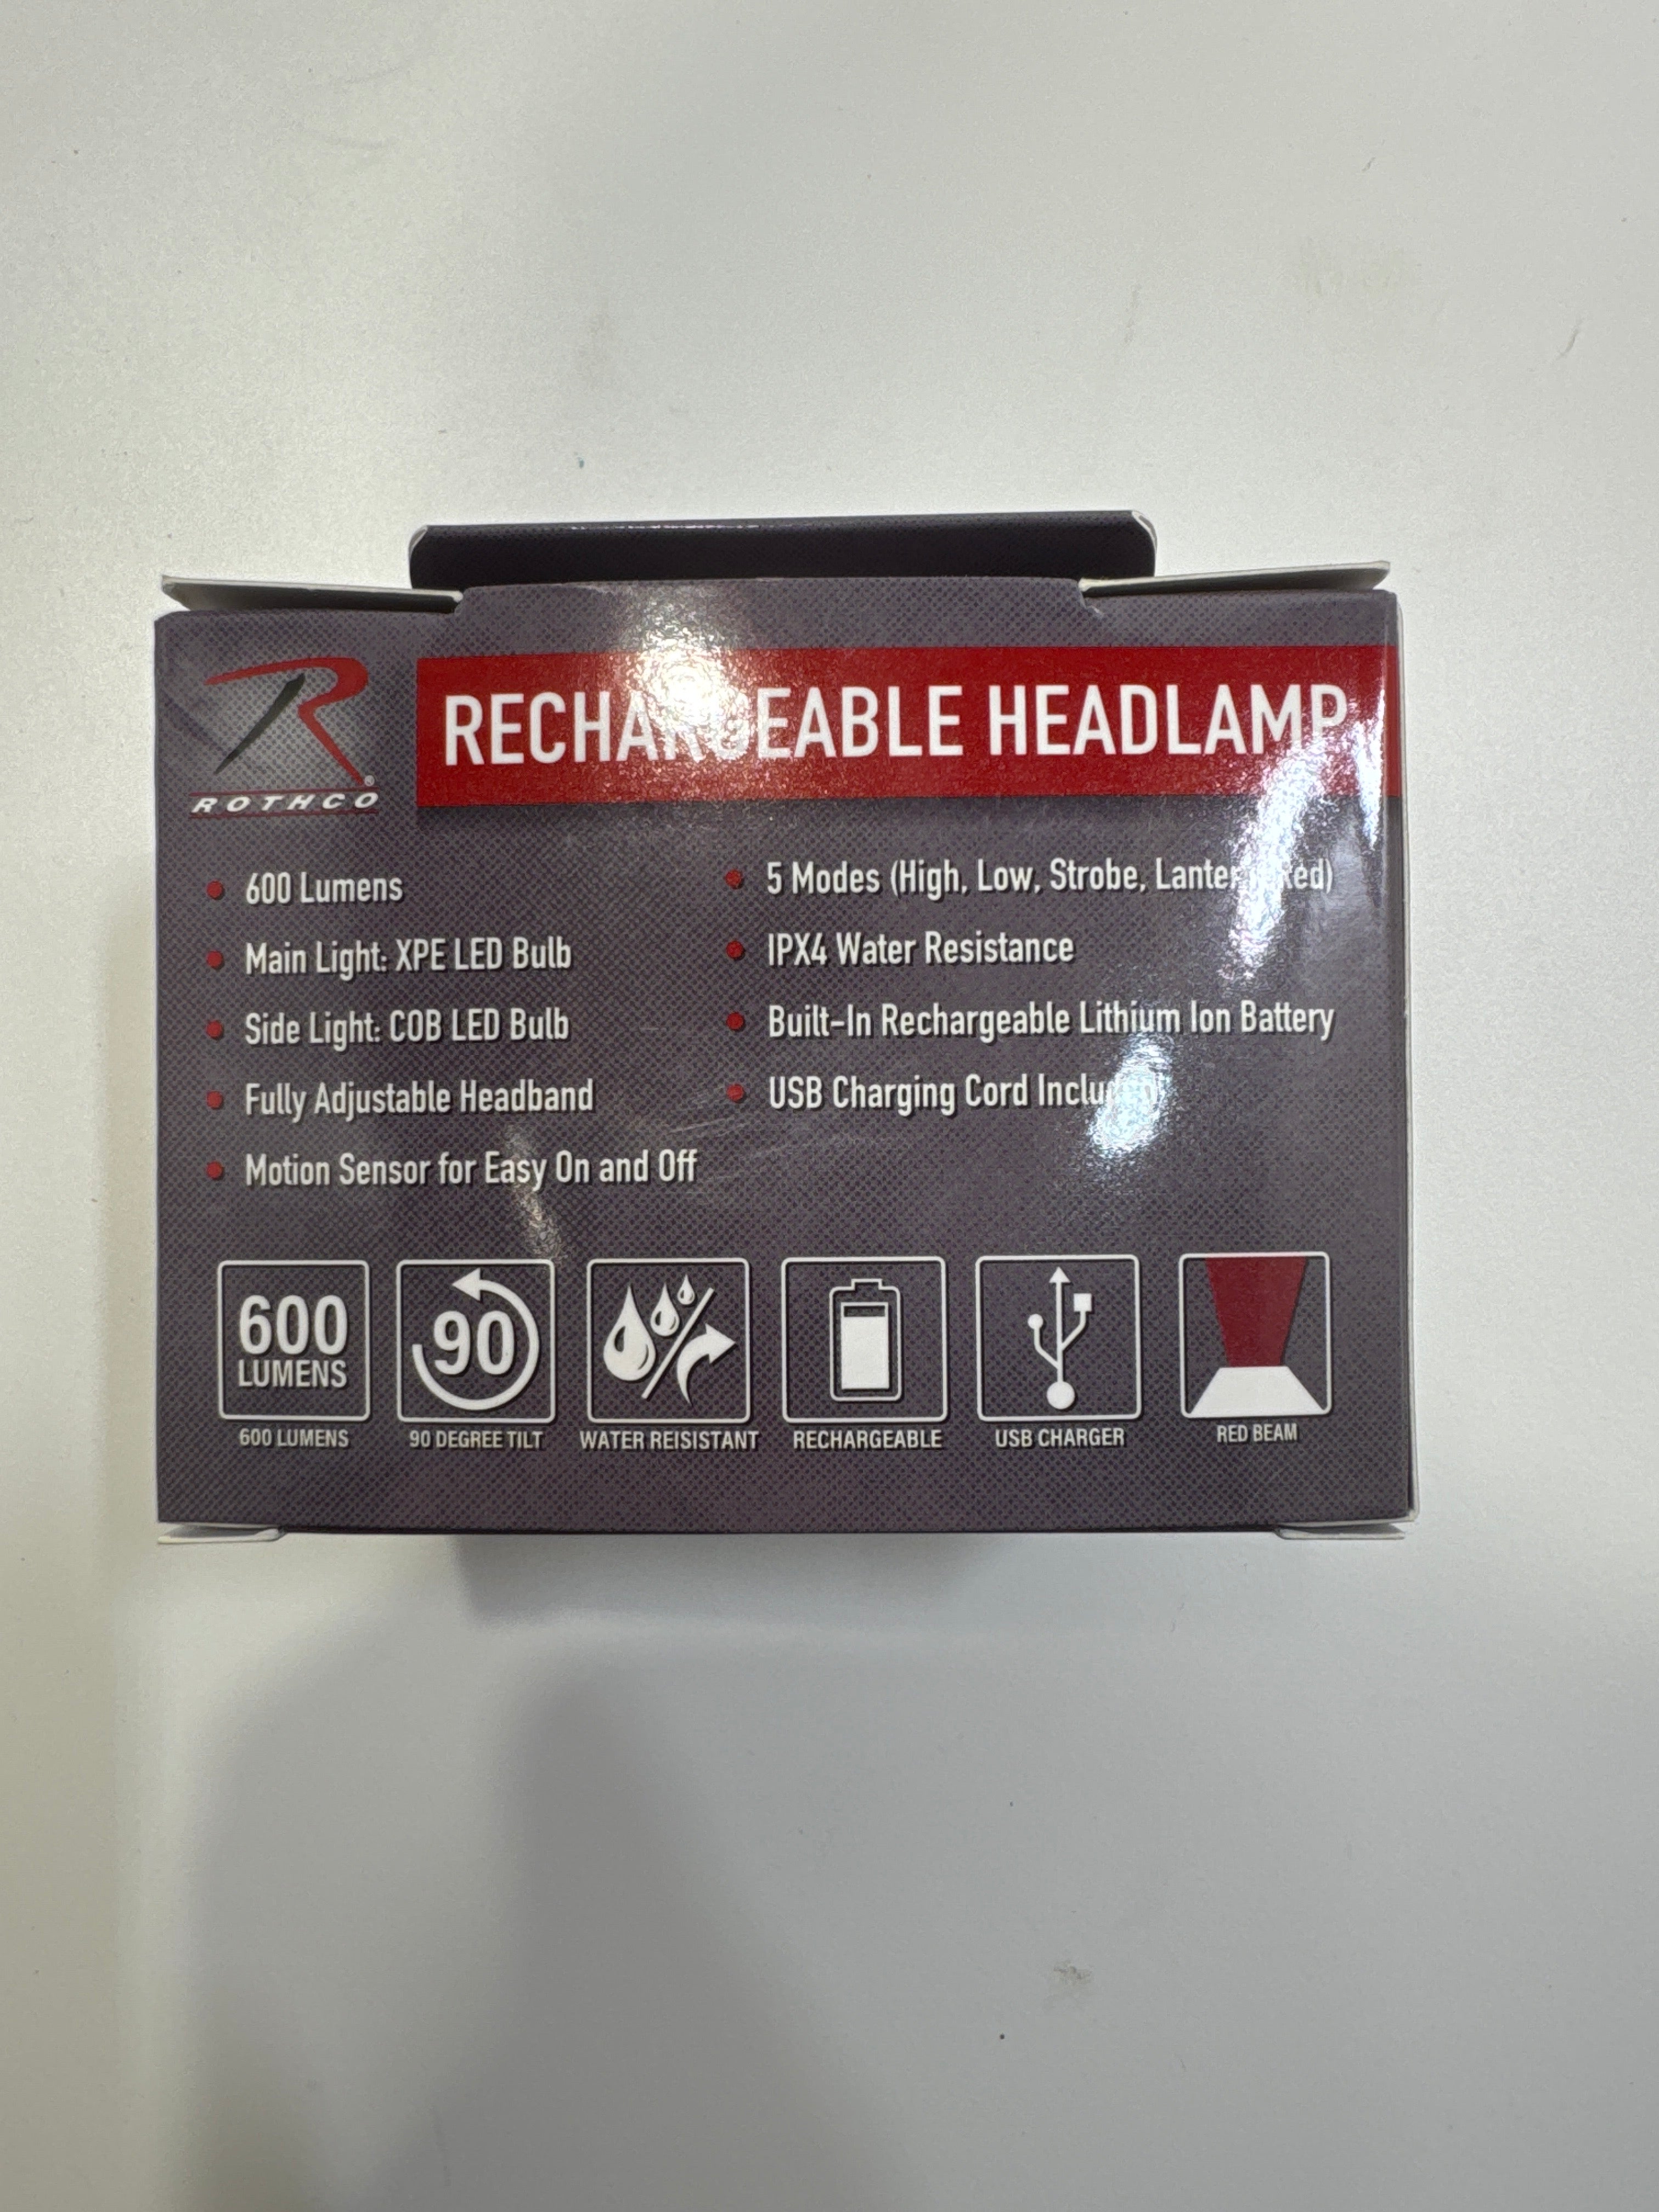 ROTHCO®
RECHARGEABLE HEADLAMP
600 Lumens
Main Light: XPE LED Bulb
Side Light: COB LED Bulb
Fully Adjustable Headband
Motion Sensor for Easy On and Off
5 Modes (High, Low, Strobe, Lantern, Red)
IPX4 Water Resistance
Built-In Rechargeable Lithium Ion Battery
USB Charging Cord Included
600
LUMENS
600 LUMENS
90
90 DEGREE TILT
WATER REISISTANT
RECHARGEABLE
USB CHARGER
RED BEAM